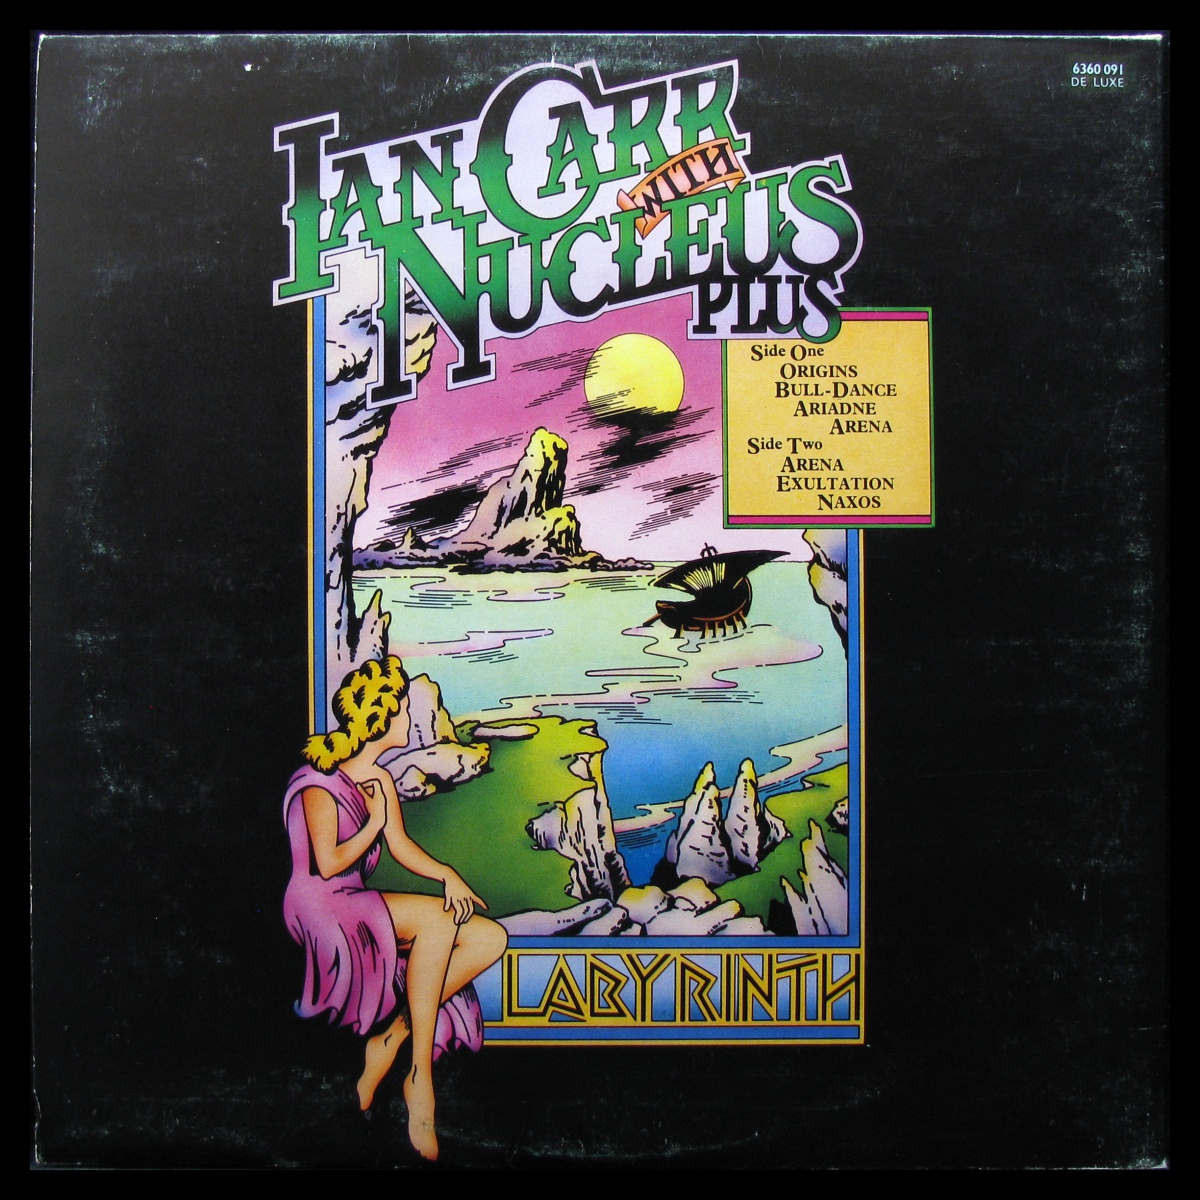 6360 091
DE LUXE
IAN CARR
WITH
NUCLEUS
PLUS
Side One
ORIGINS
BULL-DANCE
ARIADNE
ARENA
Side Two
ARENA
EXULTATION
NAXOS
LABYRINTH